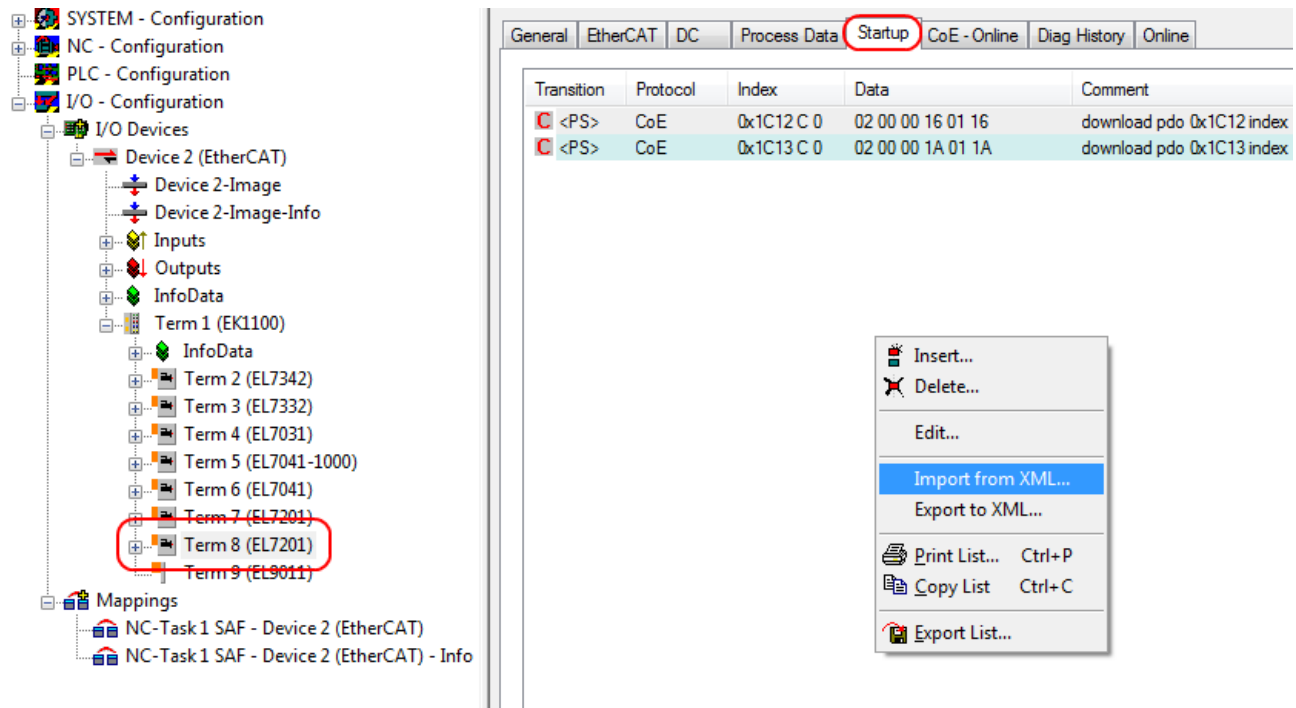 SYSTEM - Configuration
NC - Configuration
PLC - Configuration
I/O - Configuration
I/O Devices
Device 2 (EtherCAT)
Device 2-Image
Device 2-Image-Info
Inputs
Outputs
InfoData
Term 1 (EK1100)
InfoData
Term 2 (EL7342)
Term 3 (EL7332)
Term 4 (EL7031)
Term 5 (EL7041-1000)
Term 6 (EL7041)
Term 7 (EL7201)
Term 8 (EL7201)
Term 9 (EL9011)
Mappings
NC-Task 1 SAF - Device 2 (EtherCAT)
NC-Task 1 SAF - Device 2 (EtherCAT) - Info
General EtherCAT DC Process Data Startup CoE - Online Diag History Online
Transition Protocol Index Data Comment
C <PS> CoE 0x1C12 C 0 02 00 00 16 01 16 download pdo 0x1C12 index
C <PS> CoE 0x1C13 C 0 02 00 00 1A 01 1A download pdo 0x1C13 index
Insert...
Delete...
Edit...
Import from XML...
Export to XML...
Print List... Ctrl+P
Copy List Ctrl+C
Export List...